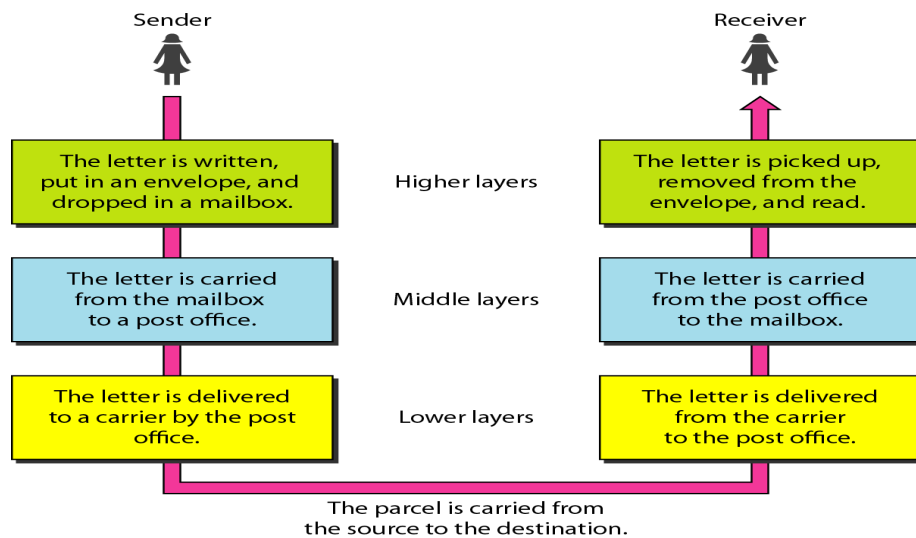 Sender
Receiver
The letter is written,
put in an envelope, and
dropped in a mailbox.
Higher layers
The letter is picked up,
removed from the
envelope, and read.
The letter is carried
from the mailbox
to a post office.
Middle layers
The letter is carried
from the post office
to the mailbox.
The letter is delivered
to a carrier by the post
office.
Lower layers
The letter is delivered
from the carrier
to the post office.
The parcel is carried from
the source to the destination.